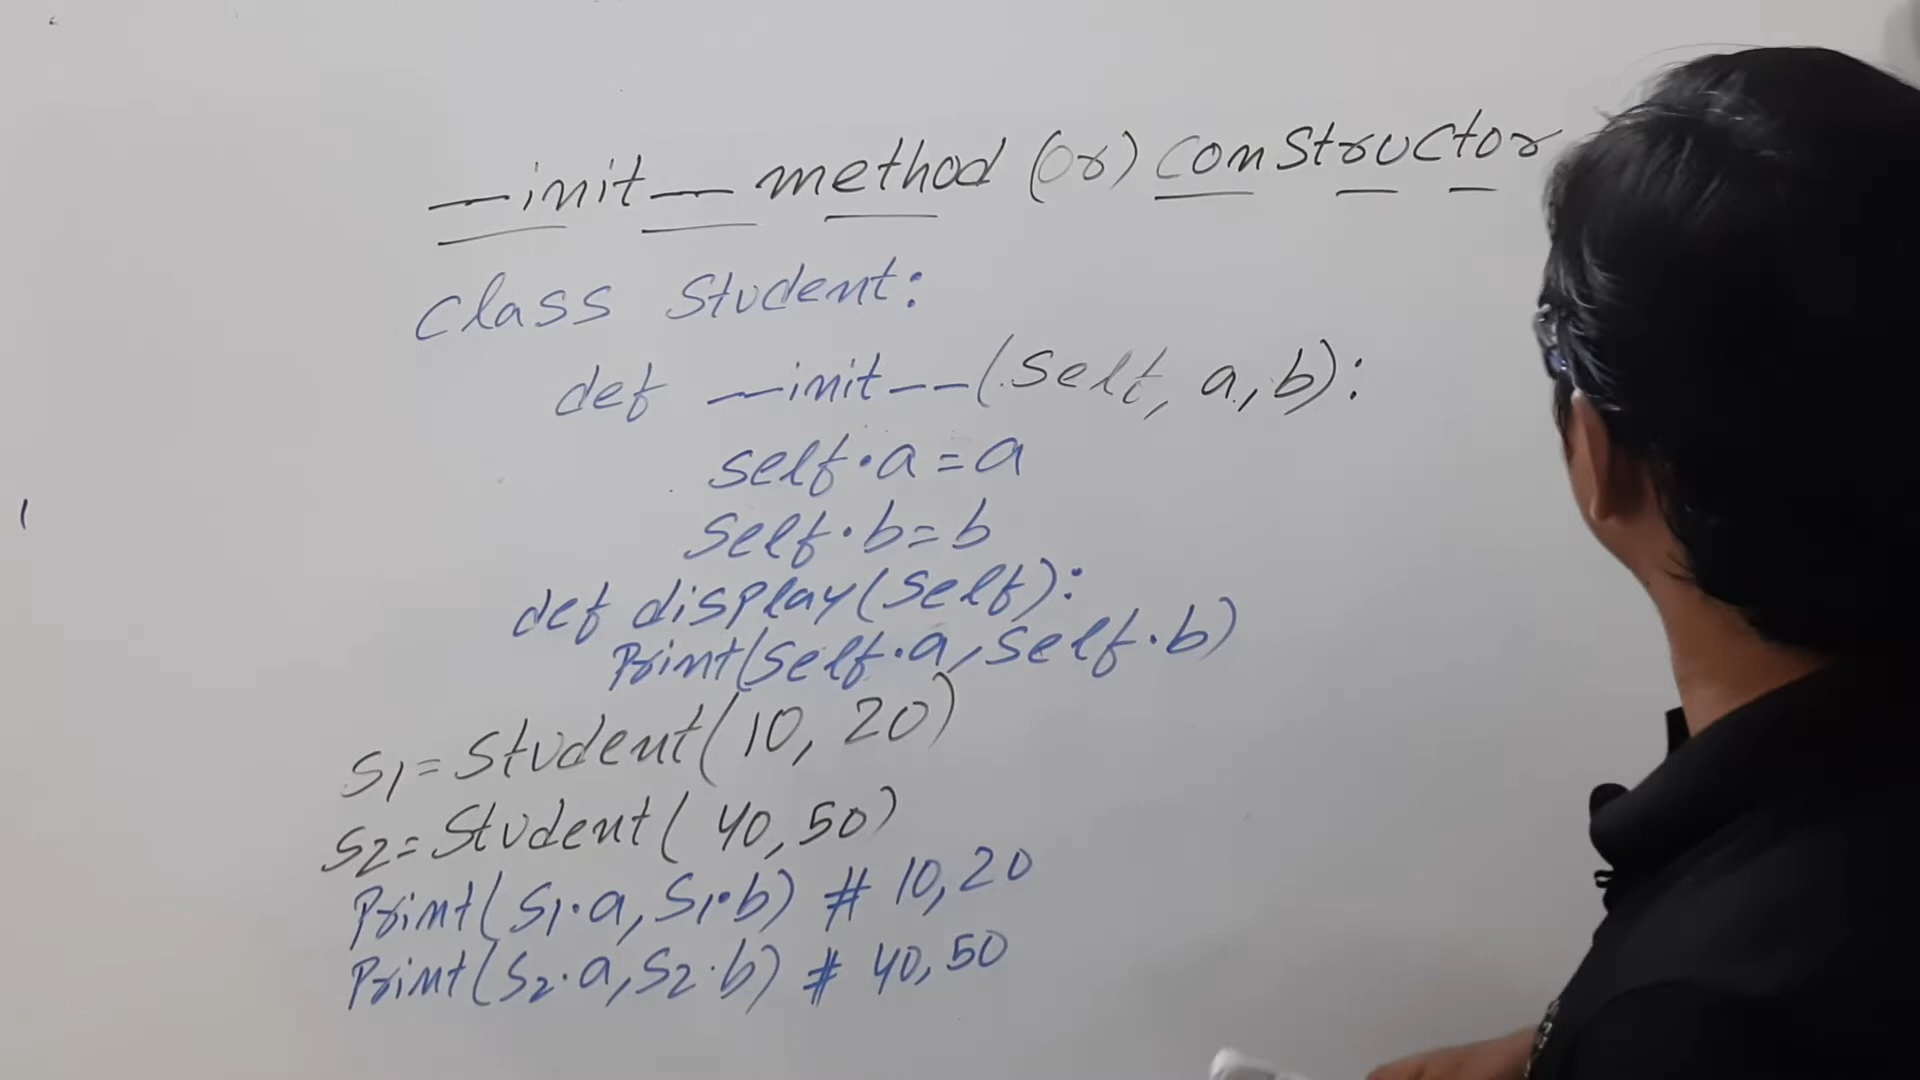 __init__ method (or) constructor
class Student:
def __init__(self, a, b):
self.a = a
self.b = b
def display(self):
Print(self.a, self.b)
S1 = Student(10, 20)
S2 = Student(40, 50)
Print(S1.a, S1.b) # 10, 20
Print(S2.a, S2.b) # 40, 50